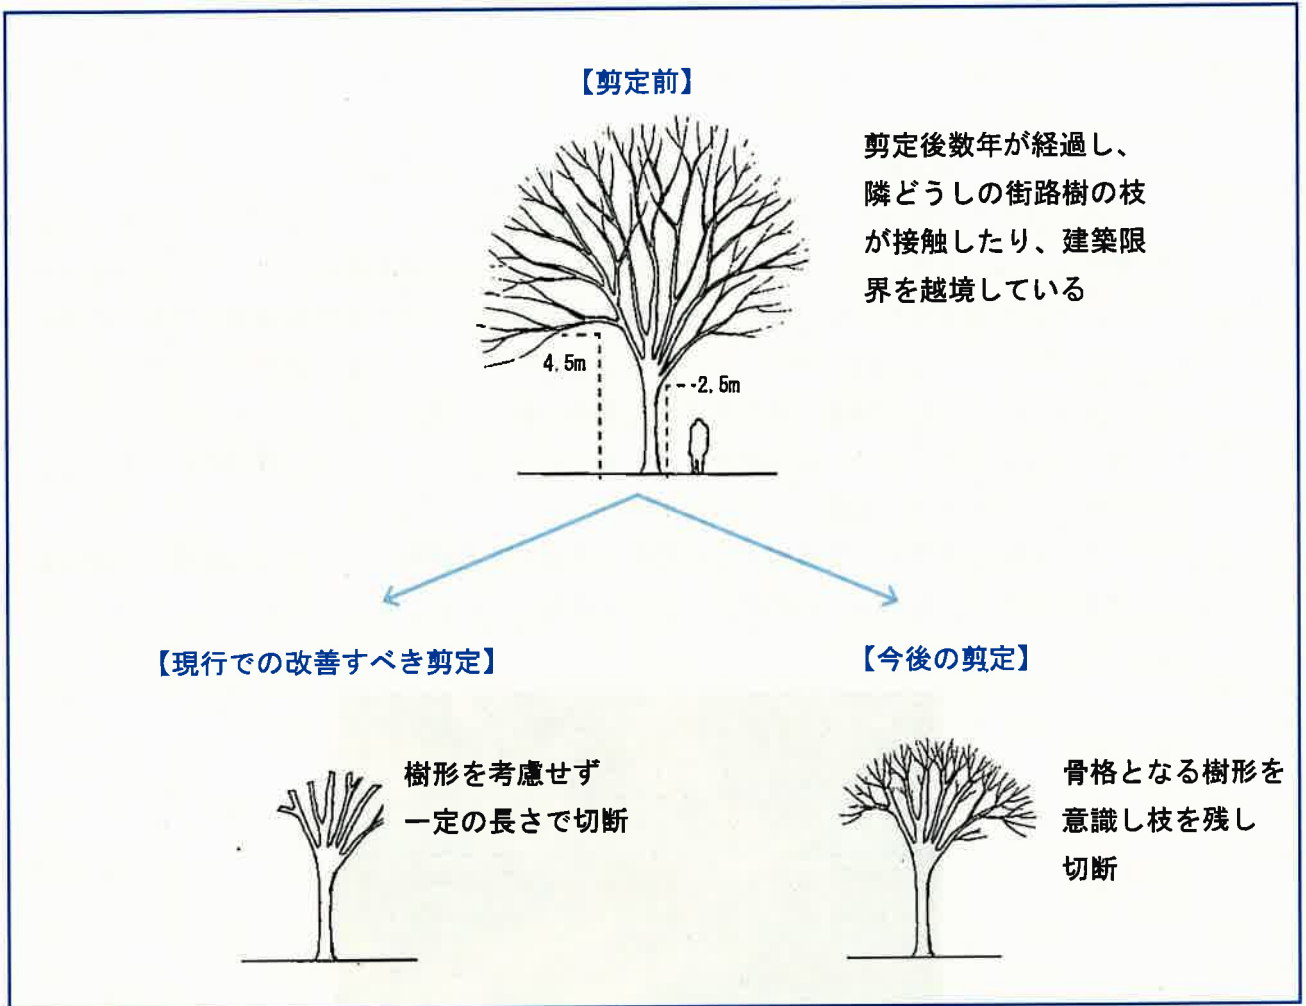 【剪定前】
剪定後数年が経過し、
隣どうしの街路樹の枝
が接触したり、建築限
界を越境している
4.5m
2.5m
【現行での改善すべき剪定】
樹形を考慮せず
一定の長さで切断
【今後の剪定】
骨格となる樹形を
意識し枝を残し
切断